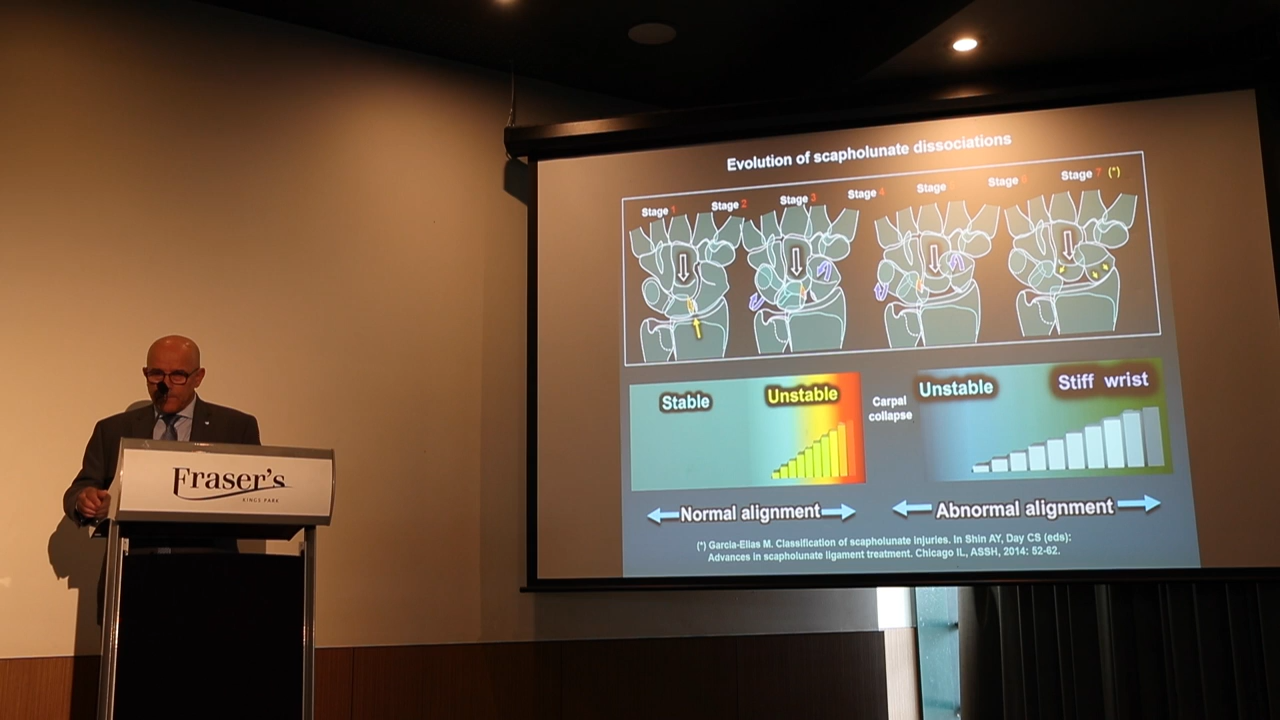 Evolution of scapholunate dissociations
Stage 1 Stage 2 Stage 3 Stage 4 Stage Stage 6 Stage 7 (*)
Stable
Unstable
Carpal
collapse
Unstable
Stiff wrist
Normal alignment
Abnormal alignment
(*) Garcia-Elias M. Classification of scapholunate injuries. In Shin AY, Day CS (eds):
Advances in scapholunate ligament treatment. Chicago IL, ASSH, 2014: 52-62.
Fraser's
KINGS PARK